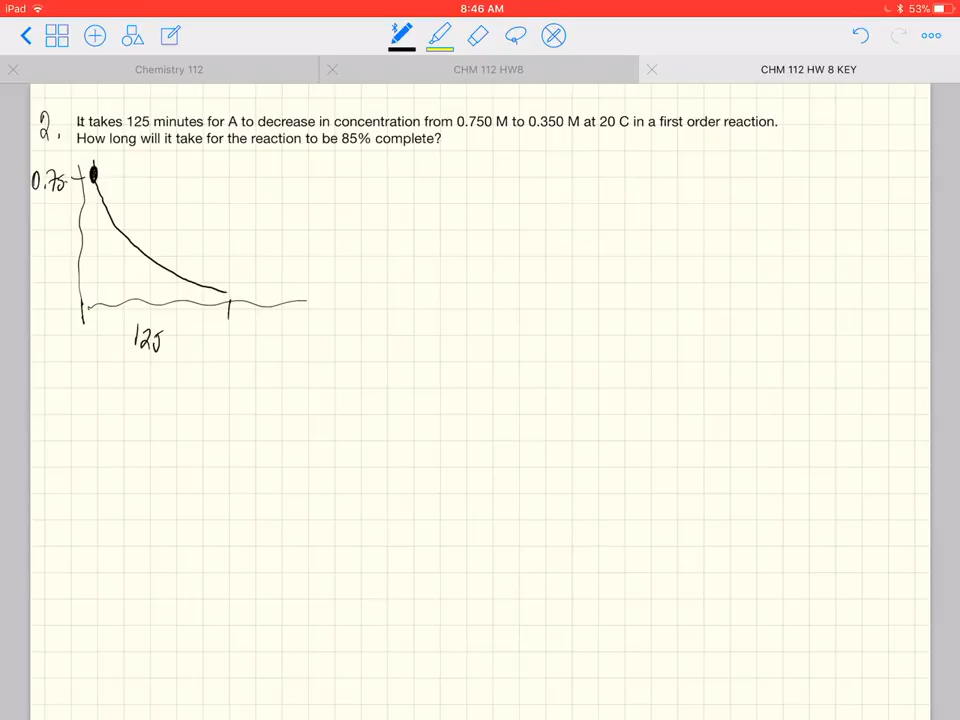 iPad 8:46 AM 53%
Chemistry 112 CHM 112 HW8 CHM 112 HW 8 KEY
2. It takes 125 minutes for A to decrease in concentration from 0.750 M to 0.350 M at 20 C in a first order reaction.
How long will it take for the reaction to be 85% complete?
0.75
125